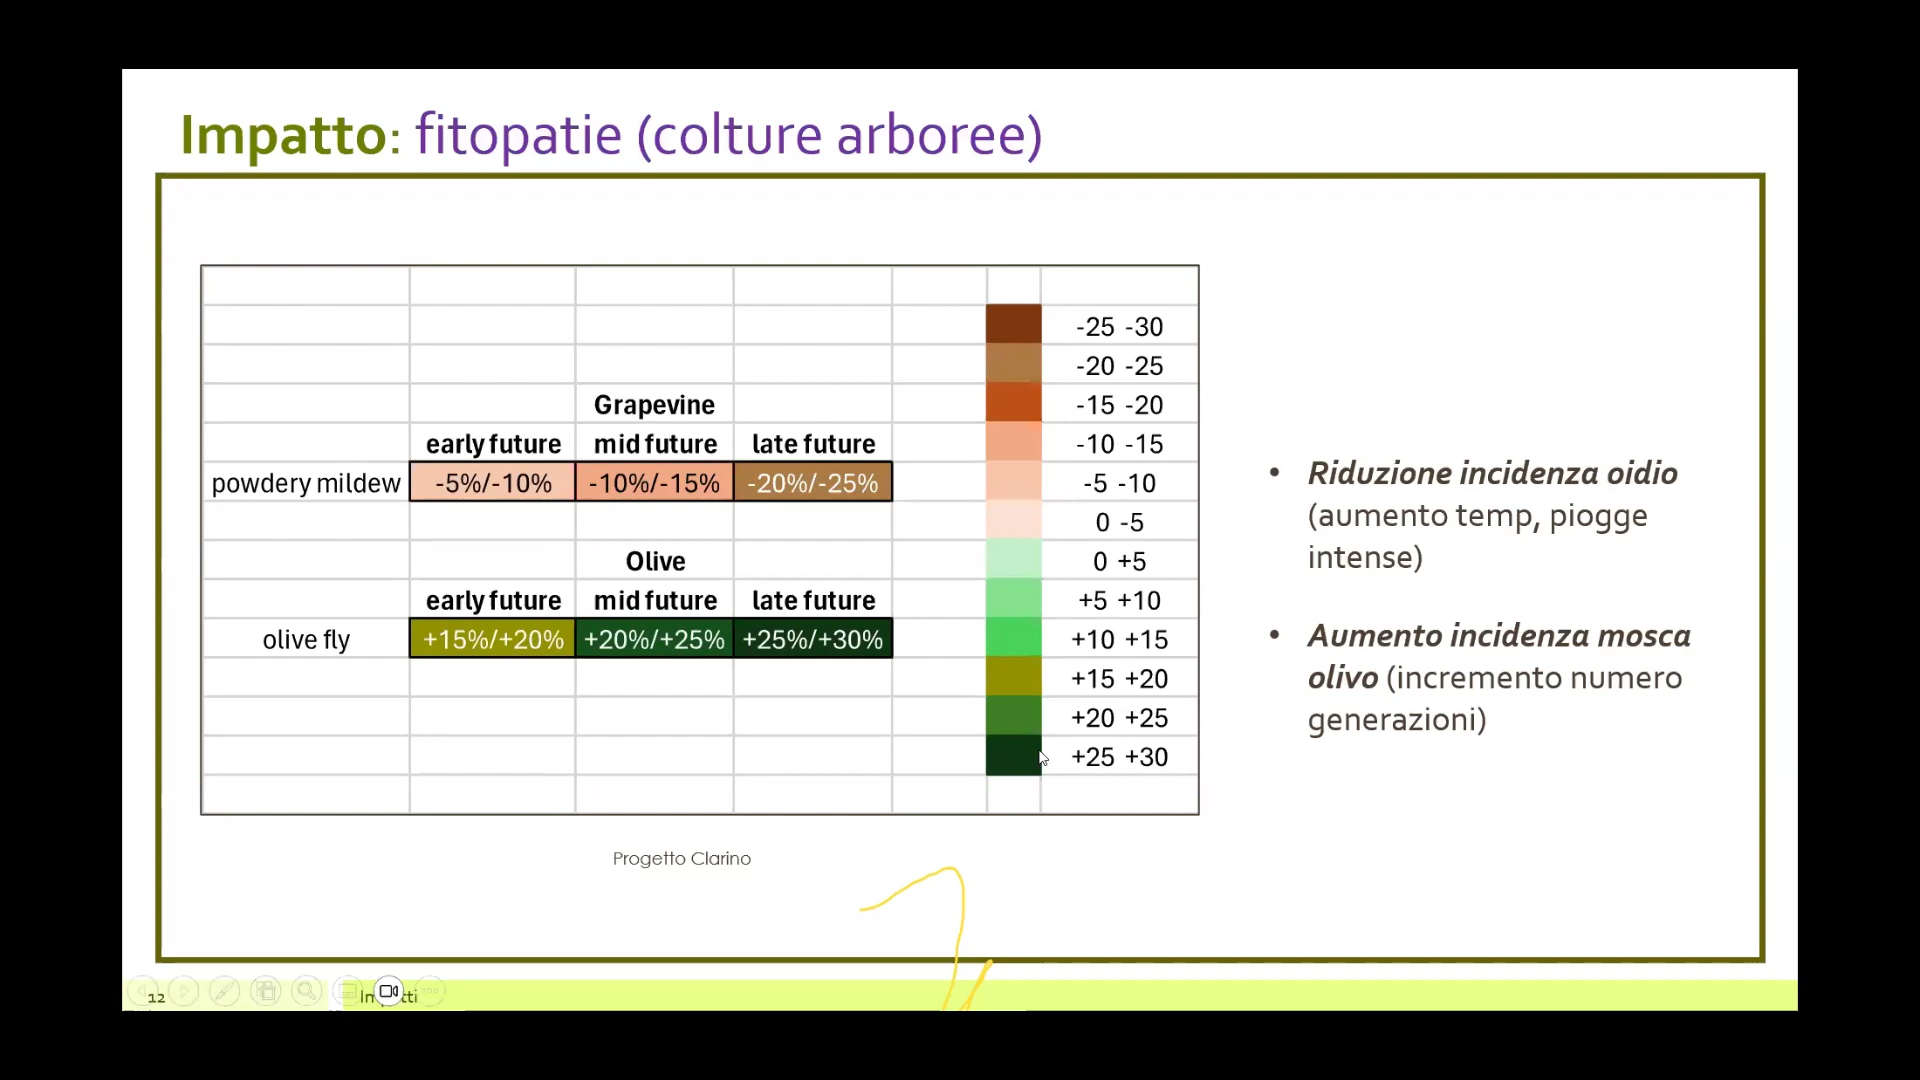 Impatto: fitopatie (colture arboree)
-25 -30
-20 -25
Grapevine -15 -20
early future mid future late future -10 -15
powdery mildew -5%/-10% -10%/-15% -20%/-25% -5 -10
0 -5
Olive 0 +5
early future mid future late future +5 +10
olive fly +15%/+20% +20%/+25% +25%/+30% +10 +15
+15 +20
+20 +25
+25 +30
• Riduzione incidenza oidio
(aumento temp, piogge
intense)
• Aumento incidenza mosca
olivo (incremento numero
generazioni)
Progetto Clarino
12